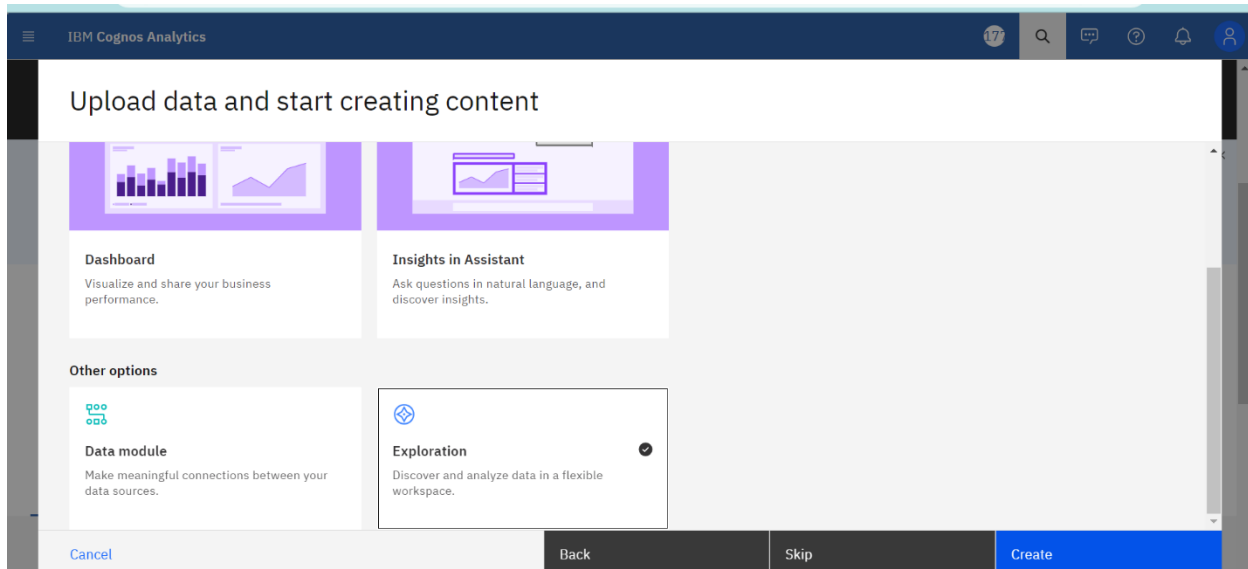 IBM Cognos Analytics
177
Upload data and start creating content
Dashboard
Visualize and share your business
performance.
Insights in Assistant
Ask questions in natural language, and
discover insights.
Other options
Data module
Make meaningful connections between your
data sources.
Exploration
Discover and analyze data in a flexible
workspace.
Cancel
Back
Skip
Create